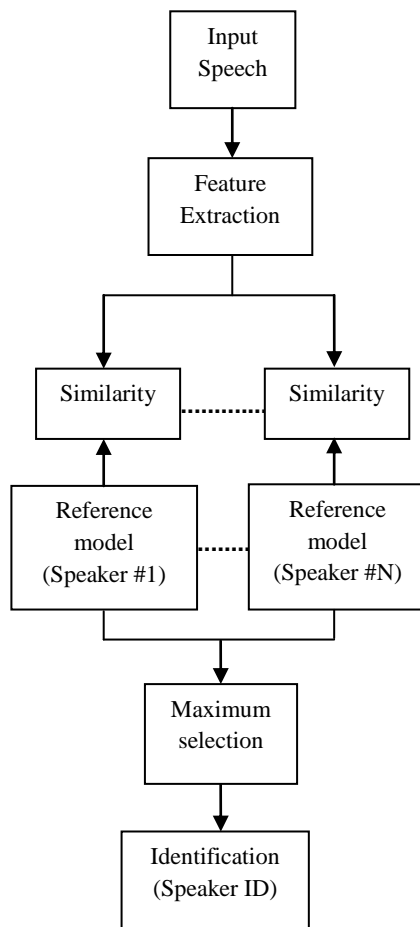 Input
Speech
Feature
Extraction
Similarity
Similarity
Reference
model
(Speaker #1)
Reference
model
(Speaker #N)
Maximum
selection
Identification
(Speaker ID)